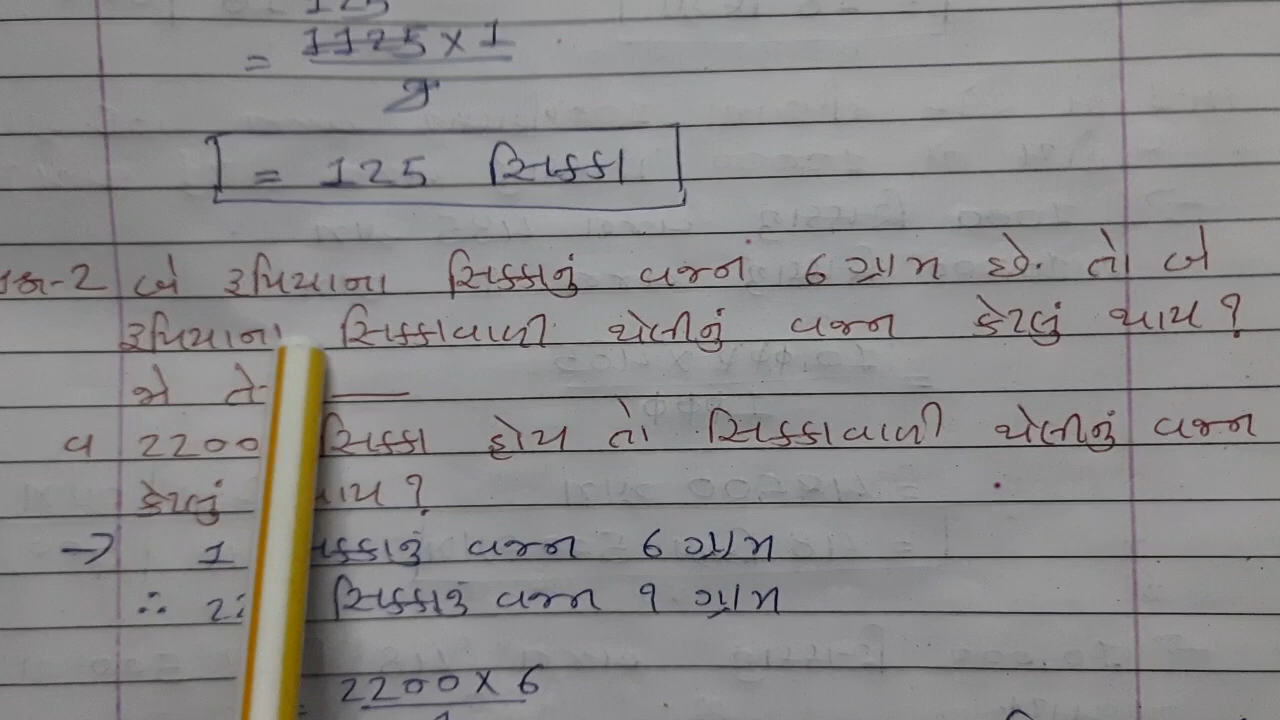 1125 × 1
=
9
= 125 સિક્કા
પ્રશ્ન-2 બે રૂપિયાના સિક્કાનું વજન 6 ગ્રામ છે. તો બે
રૂપિયાના સિક્કાવાળી થેલીનું વજન કેટલું થાય?
જો તે
વ 2200 સિક્કા હોય તો સિક્કાવાળી થેલીનું વજન
કેટલું થાય?
→ 1 સિક્કાનું વજન 6 ગ્રામ
∴ સિક્કાનું વજન ? ગ્રામ
2200 × 6